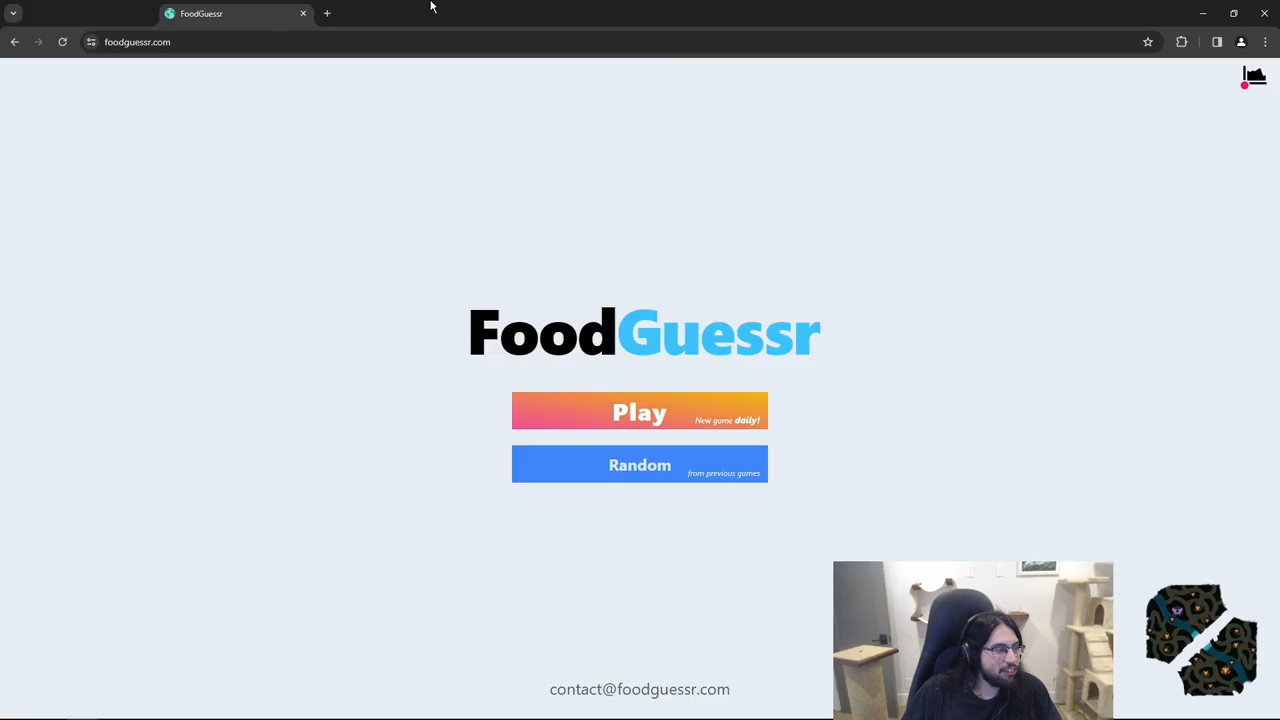 FoodGuessr
foodguessr.com
FoodGuessr
Play
New game daily!
Random
from previous games
contact@foodguessr.com